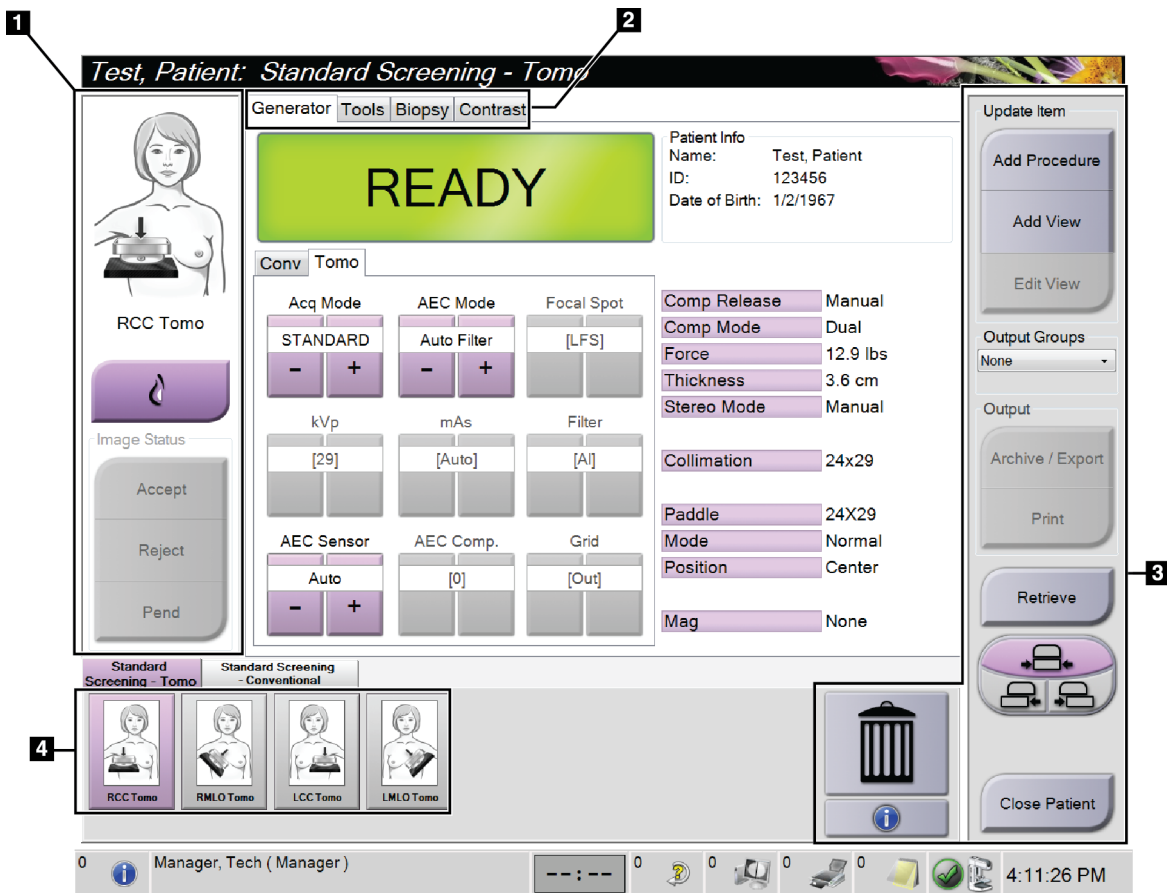 1
2
Test, Patient: Standard Screening - Tomo
Generator Tools Biopsy Contrast
READY
Patient Info
Name: Test, Patient
ID: 123456
Date of Birth: 1/2/1967
RCC Tomo
Image Status
Accept
Reject
Pend
Conv Tomo
Acq Mode AEC Mode Focal Spot
STANDARD Auto Filter [LFS]
- + - +
kVp mAs Filter
[29] [Auto] [Al]
AEC Sensor AEC Comp. Grid
Auto [0] [Out]
- +
Comp Release Manual
Comp Mode Dual
Force 12.9 lbs
Thickness 3.6 cm
Stereo Mode Manual
Collimation 24x29
Paddle 24X29
Mode Normal
Position Center
Mag None
Update Item
Add Procedure
Add View
Edit View
Output Groups
None
Output
Archive / Export
Print
Retrieve
Close Patient
3
Standard
Screening - Tomo
Standard Screening
- Conventional
4
RCC Tomo RMLO Tomo LCC Tomo LMLO Tomo
i
0 i Manager, Tech ( Manager ) --:-- 0 ? 0 0 0 4:11:26 PM